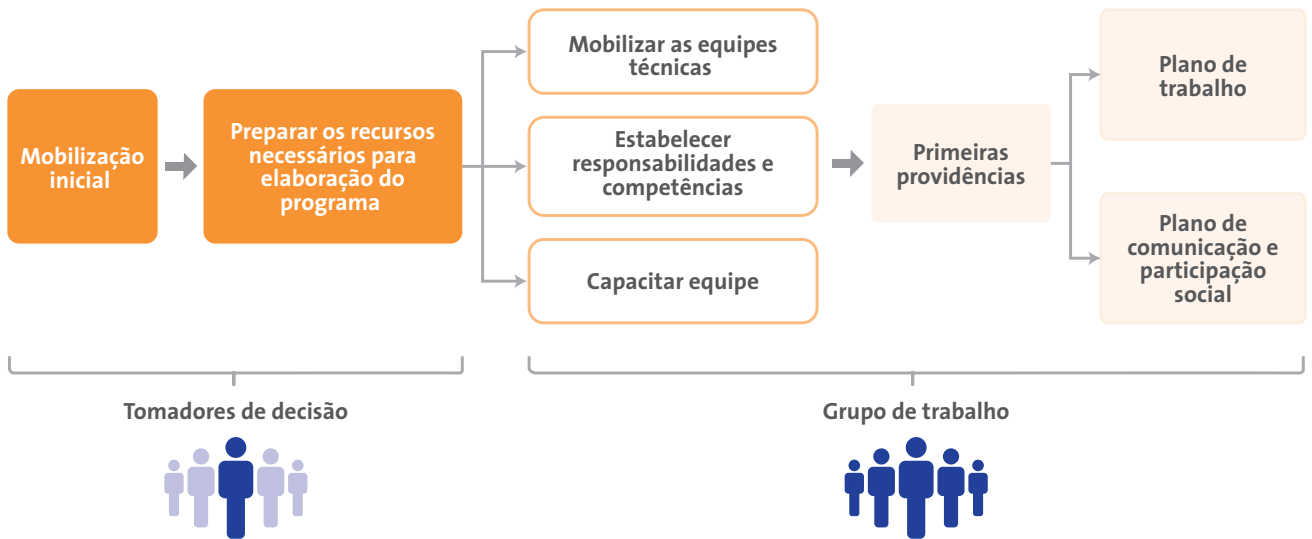 Mobilização
inicial
Preparar os recursos
necessários para
elaboração do
programa
Mobilizar as equipes
técnicas
Estabelecer
responsabilidades e
competências
Capacitar equipe
Primeiras
providências
Plano de
trabalho
Plano de
comunicação e
participação
social
Tomadores de decisão
Grupo de trabalho